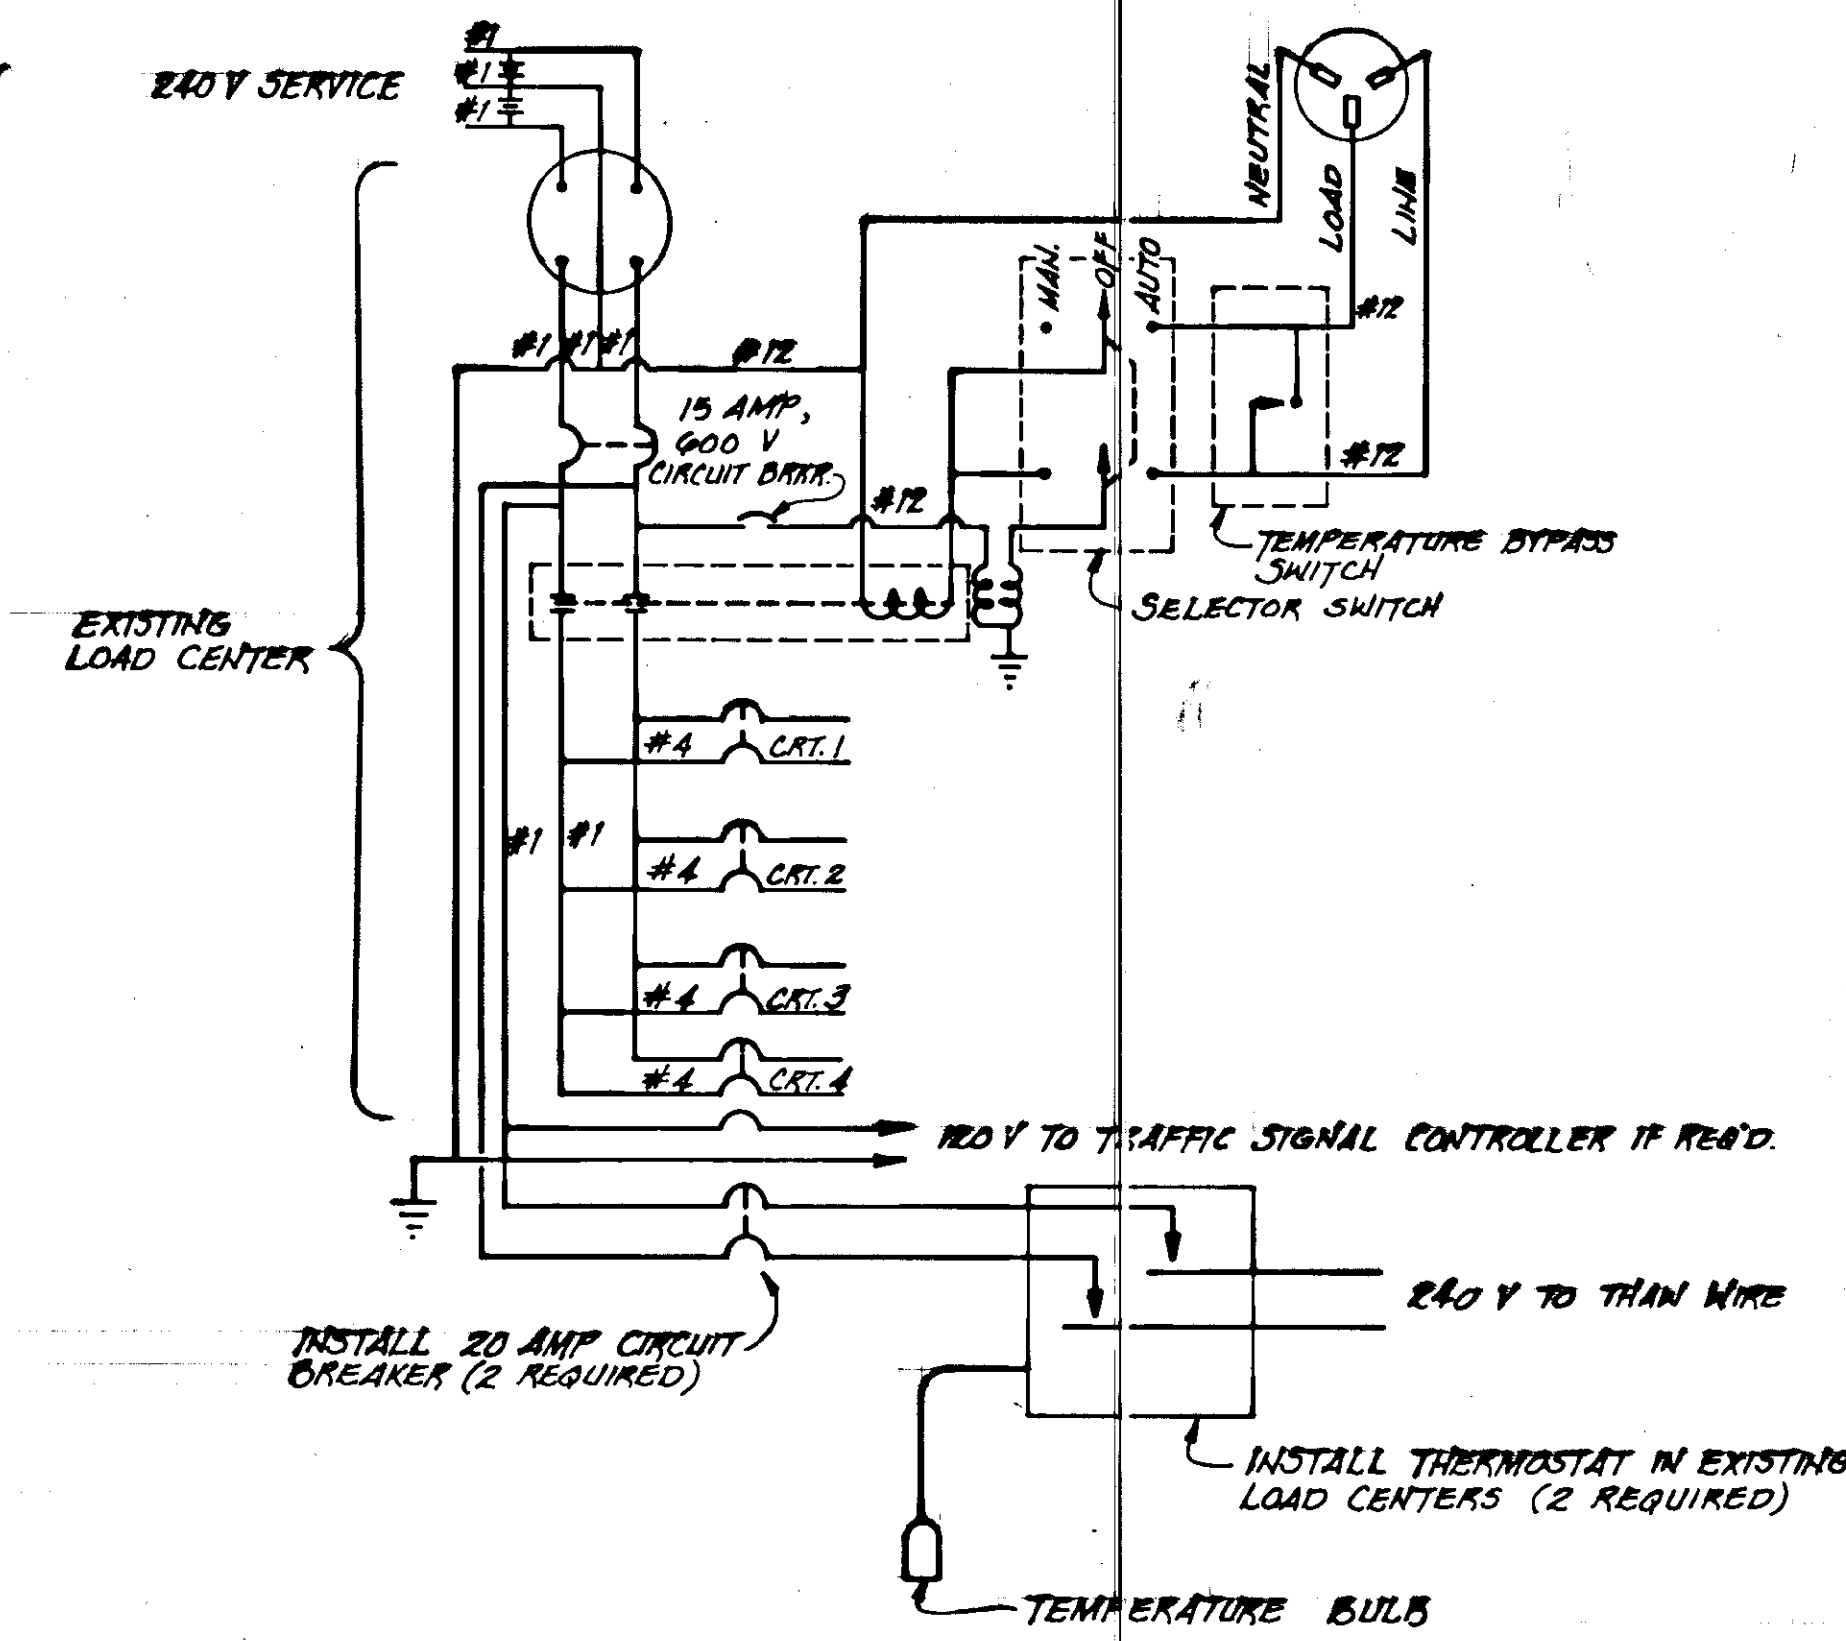 #1
240 V SERVICE
#1
#1
NEUTRAL
LOAD
LINE
MAN.
OFF
AUTO
#12
#1 #1 #1
#12
15 AMP,
600 V
CIRCUIT BRKR.
#12
#12
TEMPERATURE BYPASS
SWITCH
SELECTOR SWITCH
EXISTING
LOAD CENTER
#4 CRT. 1
#1 #1
#4 CRT. 2
#4 CRT. 3
#4 CRT. 4
120 V TO TRAFFIC SIGNAL CONTROLLER IF REQ'D.
240 V TO THAW WIRE
INSTALL 20 AMP CIRCUIT
BREAKER (2 REQUIRED)
INSTALL THERMOSTAT IN EXISTING
LOAD CENTERS (2 REQUIRED)
TEMPERATURE BULB